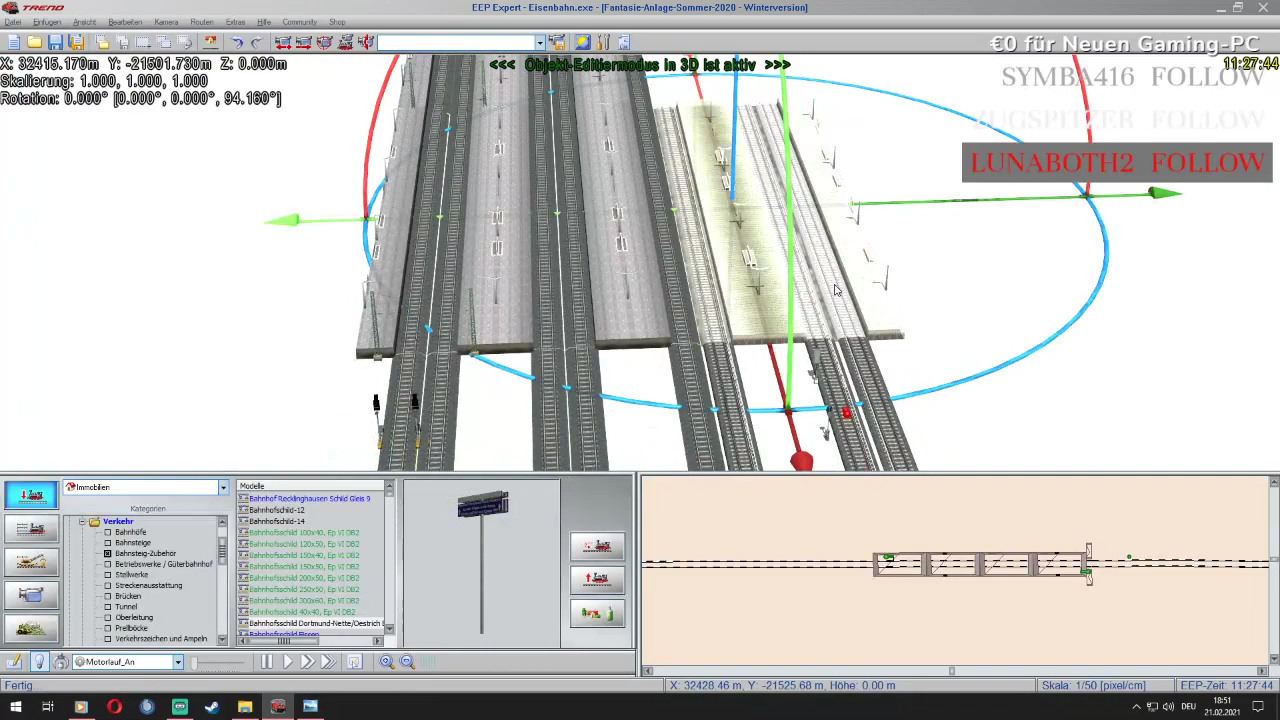 TREND
EEP Expert - Eisenbahn.exe - [Fantasie-Anlage-Sommer-2020 - Winterversion]
Datei Einfügen Ansicht Bearbeiten Kamera Routen Extras Hilfe Community Shop
X: 32415.170m Y: -21501.730m Z: 0.000m
Skalierung: 1.000, 1.000, 1.000
Rotation: 0.000° [0.000°, 0.000°, 94.160°]
<<< Objekt-Editiermodus in 3D ist aktiv >>>
€0 für Neuen Gaming-PC
11:27:44
SYMBA416 FOLLOW
ZUGSPITZER FOLLOW
LUNABOTH2 FOLLOW
Immobilien
Kategorien
Verkehr
Bahnhöfe
Bahnsteige
Bahnsteig-Zubehör
Betriebswerke / Güterbahnhöf
Stellwerke
Streckenausstattung
Brücken
Tunnel
Oberleitung
Prellböcke
Verkehrszeichen und Ampeln
Modelle
Bahnhof Recklinghausen Schild Gleis 9
Bahnhofschild-12
Bahnhofschild-14
Bahnhofsschild 100x40, Ep VI DB2
Bahnhofsschild 120x50, Ep VI DB2
Bahnhofsschild 150x40, Ep VI DB2
Bahnhofsschild 150x50, Ep VI DB2
Bahnhofsschild 200x50, Ep VI DB2
Bahnhofsschild 250x50, Ep VI DB2
Bahnhofsschild 300x60, Ep VI DB2
Bahnhofsschild 40x40, Ep VI DB2
Bahnhofsschild Dortmund-Nette/Oestrich
Bahnhofsschild Essen
Motorlauf_An
Fertig
X: 32428.46 m, Y: -21525.68 m, Höhe: 0.00 m
Skala: 1/50 [pixel/cm]
EEP-Zeit: 11:27:44
DEU
18:51
21.02.2021